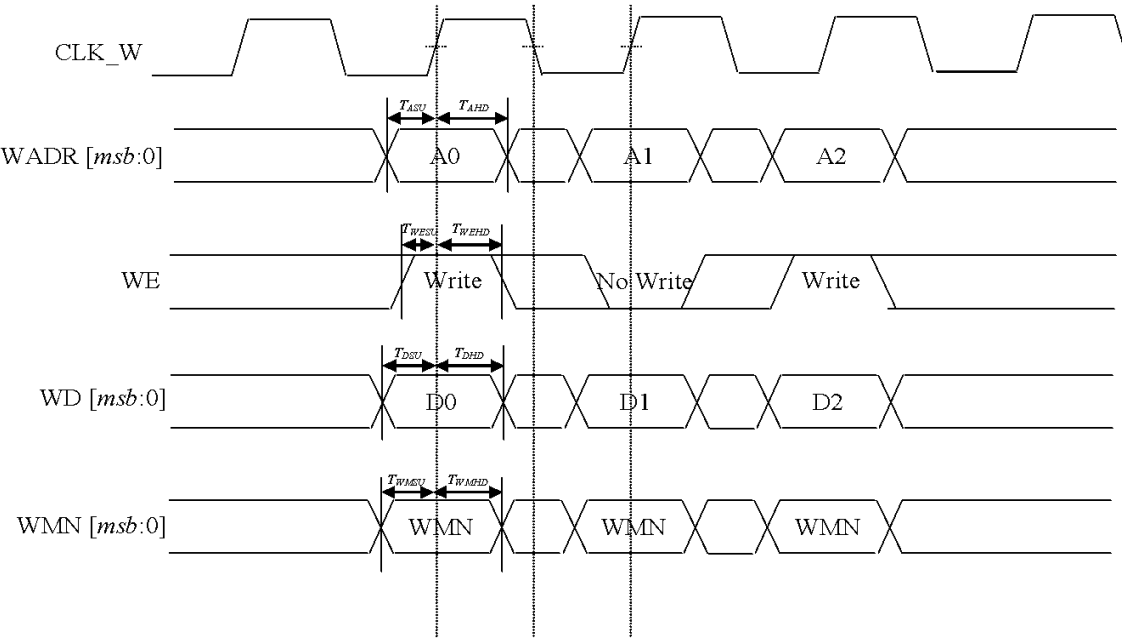 CLK_W
T_ASU T_AHD
WADR [msb:0] A0 A1 A2
T_WESU T_WEHD
WE Write No Write Write
T_DSU T_DHD
WD [msb:0] D0 D1 D2
T_WMSU T_WMHD
WMN [msb:0] WMN WMN WMN